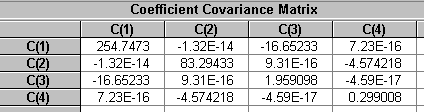 Coefficient Covariance Matrix
C(1) C(2) C(3) C(4)
C(1) 254.7473 -1.32E-14 -16.65233 7.23E-16
C(2) -1.32E-14 83.29433 9.31E-16 -4.574218
C(3) -16.65233 9.31E-16 1.959098 -4.59E-17
C(4) 7.23E-16 -4.574218 -4.59E-17 0.299008